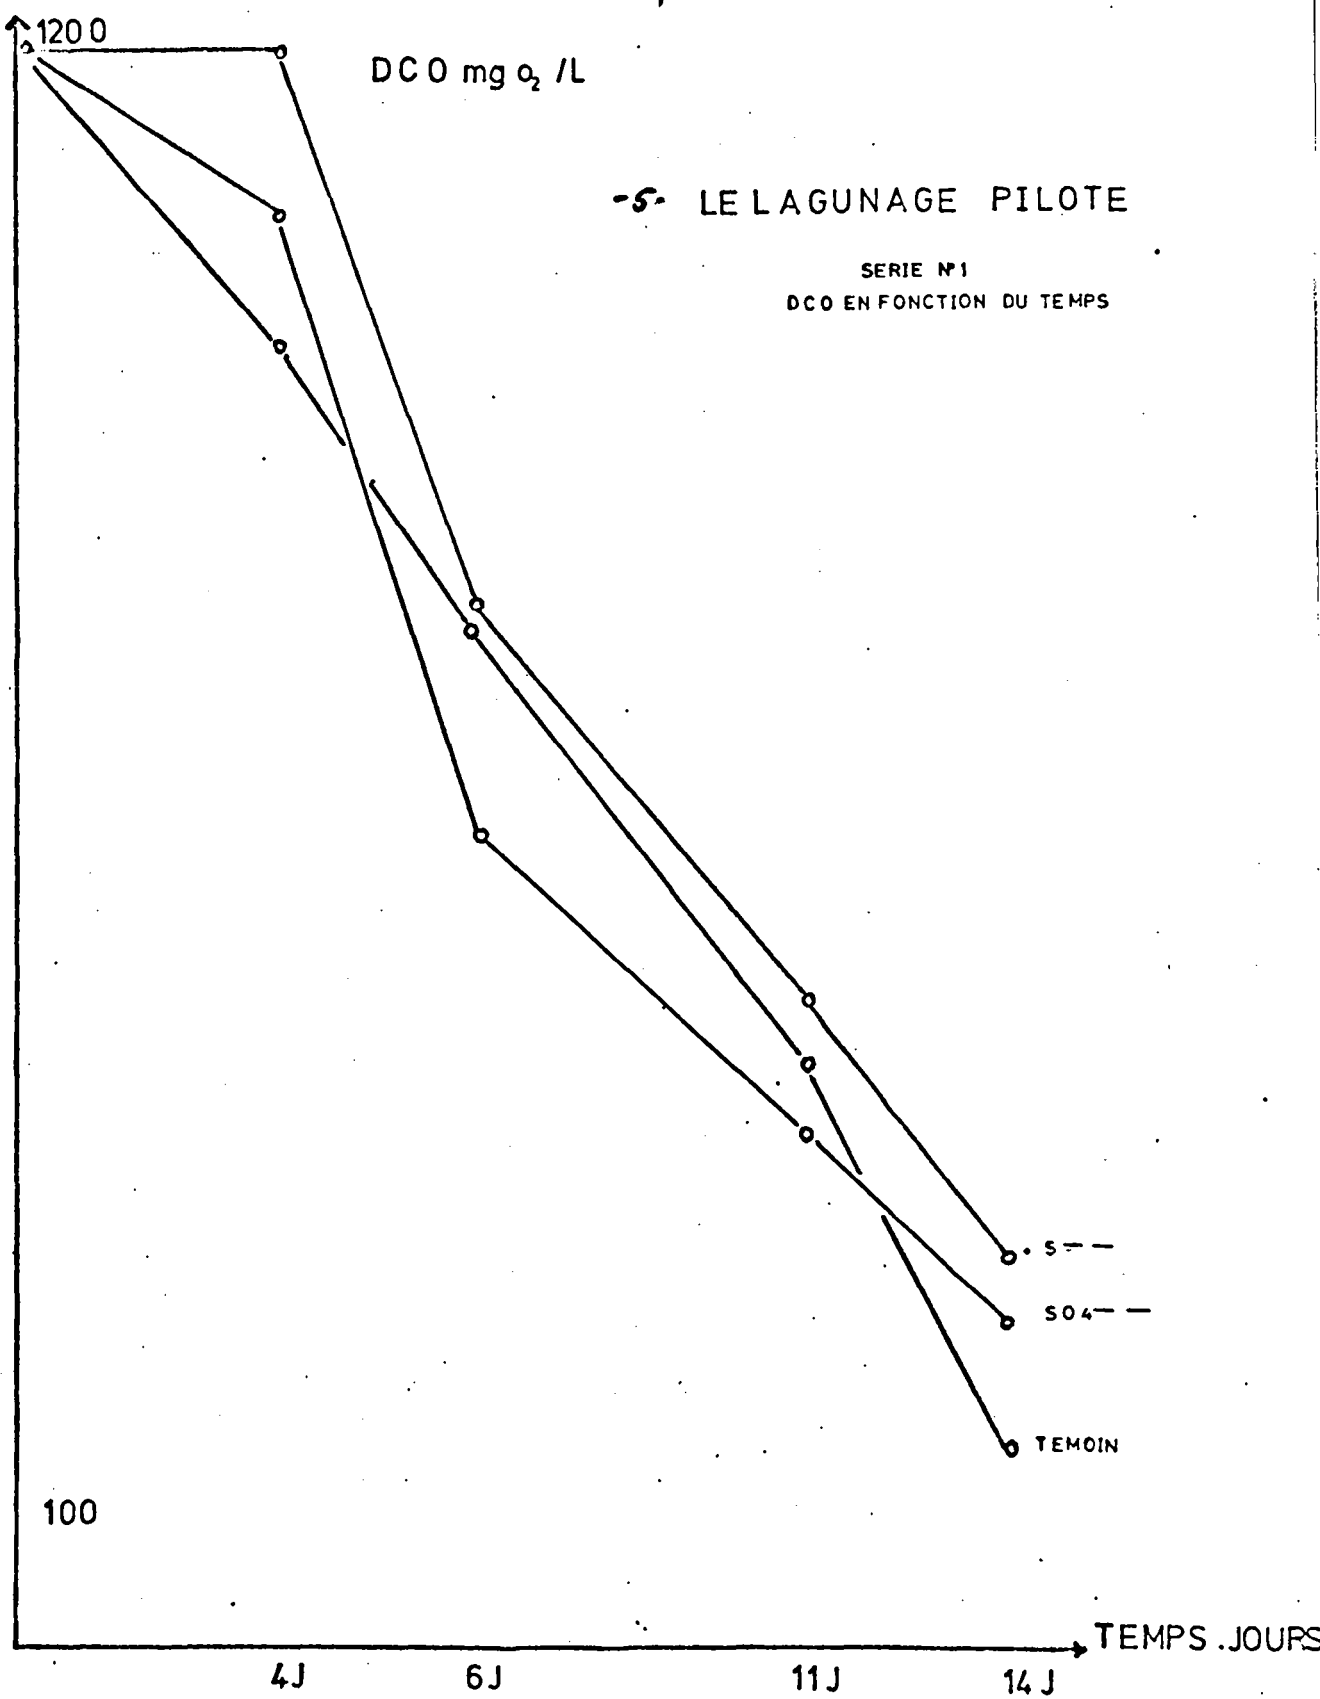 1200
DCO mg O₂ /L
-5- LE LAGUNAGE PILOTE
SERIE N°1
DCO EN FONCTION DU TEMPS
S--
SO4--
TEMOIN
100
TEMPS.JOURS
4J 6J 11J 14J